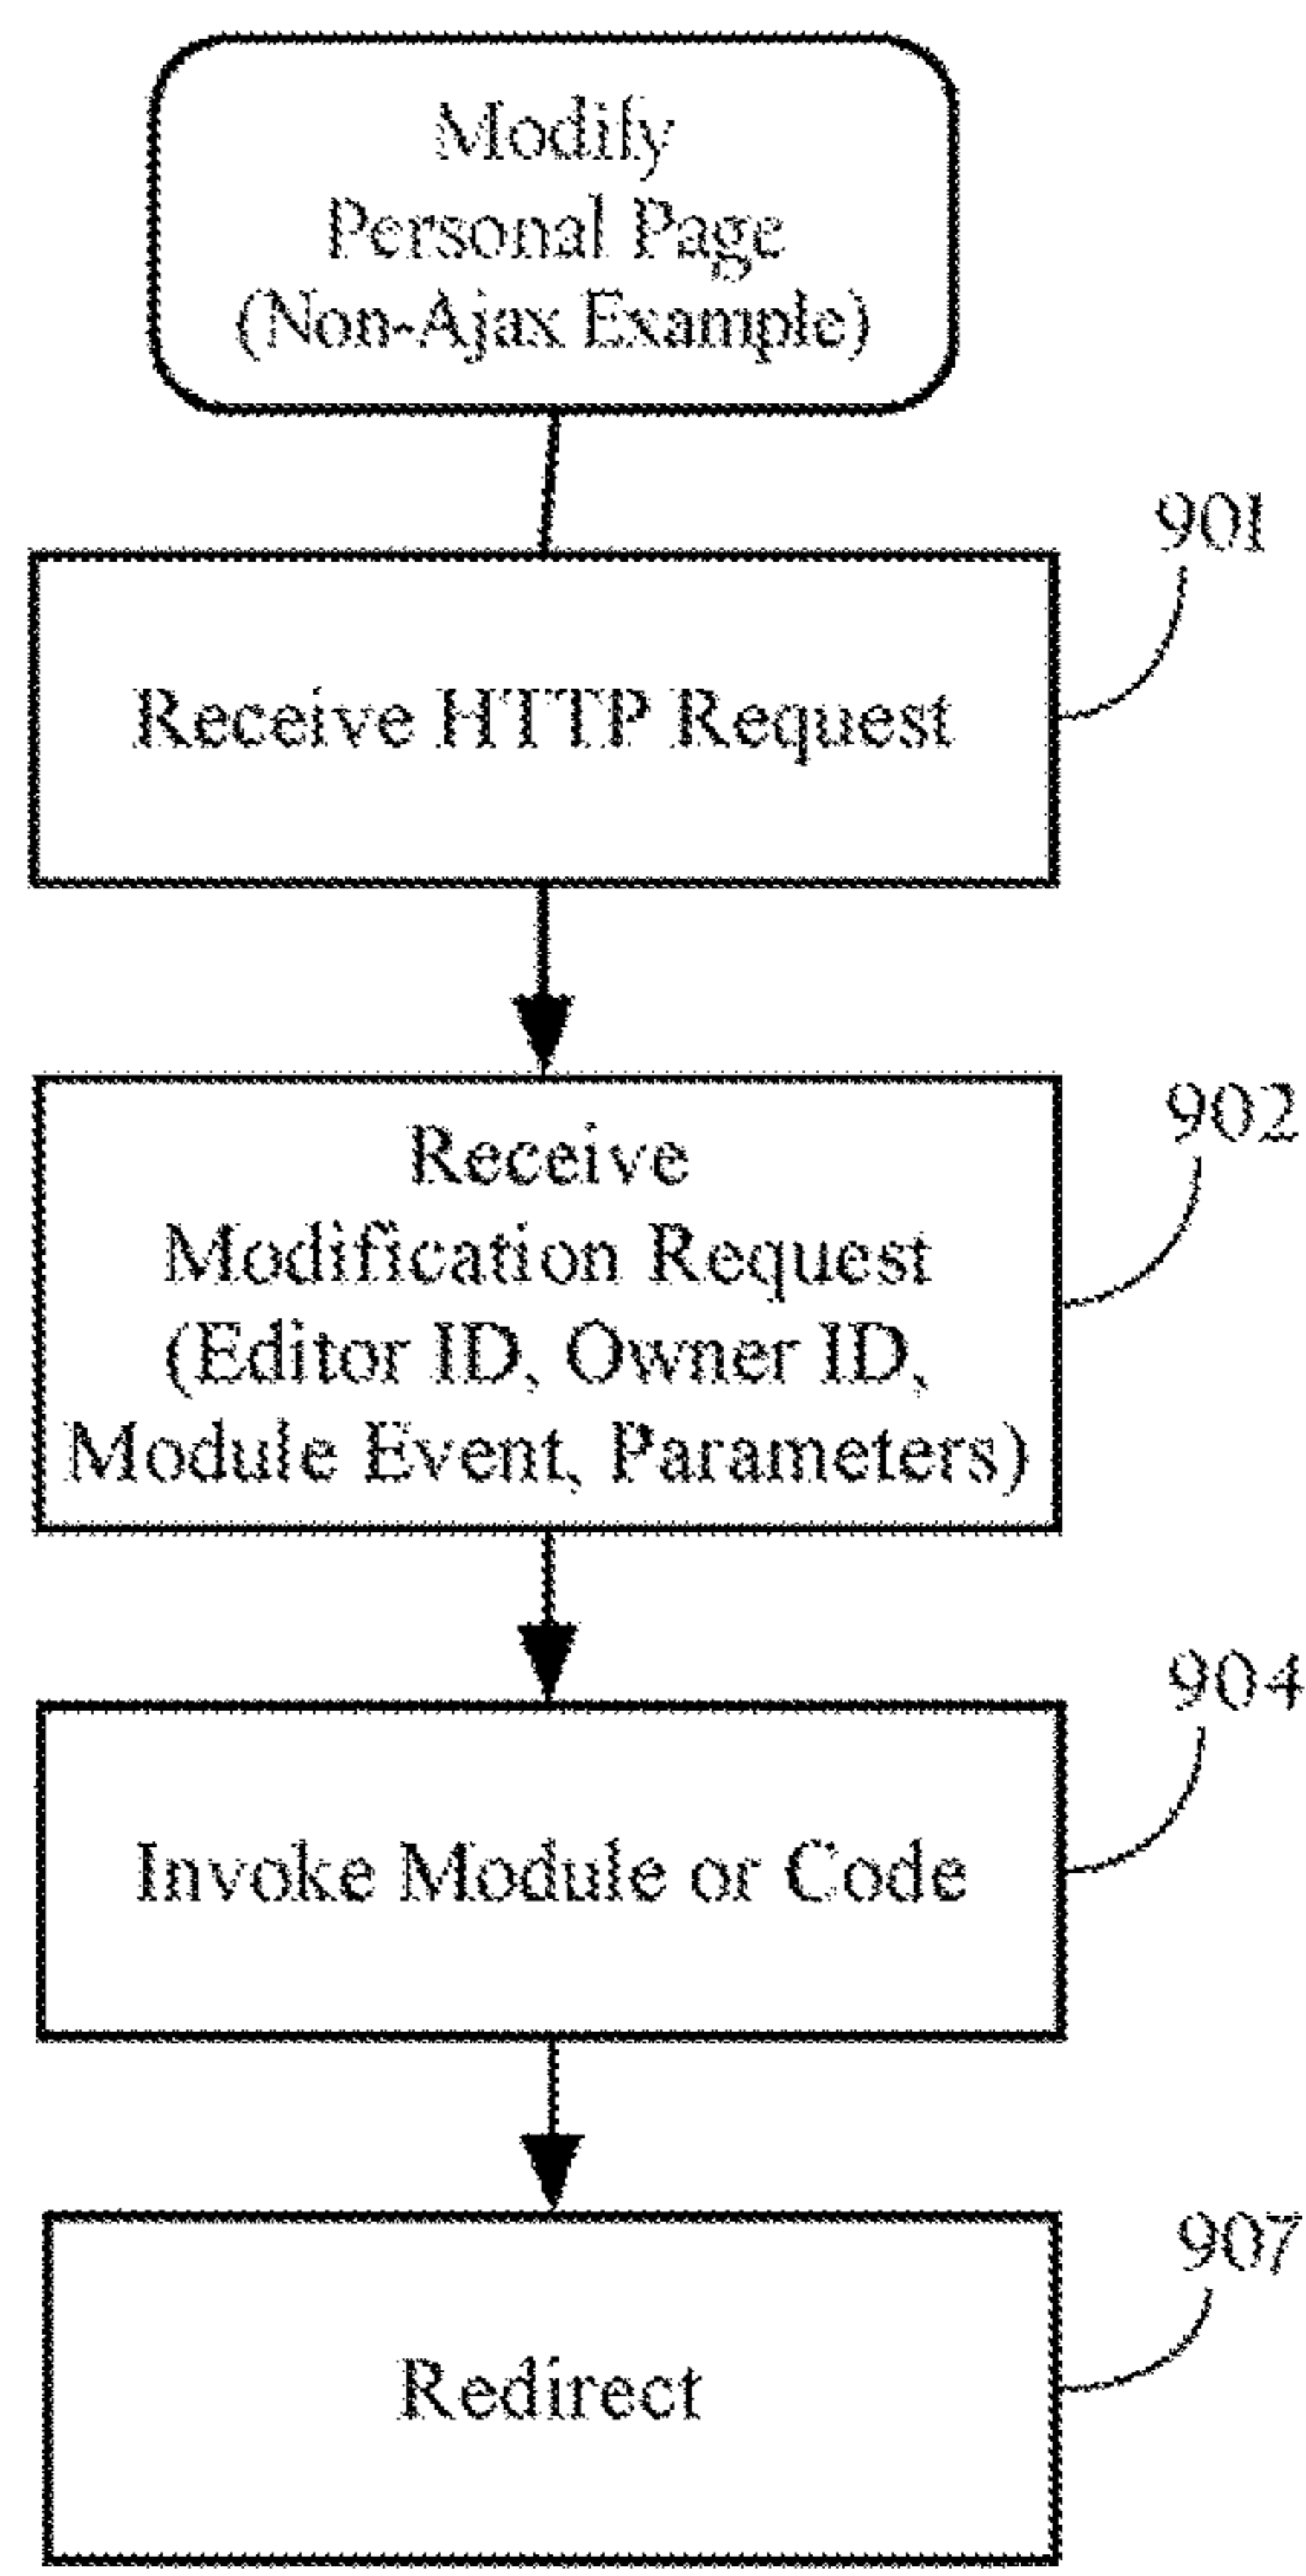 Modify
Personal Page
(Non-Ajax Example)
901
Receive HTTP Request
902
Receive
Modification Request
(Editor ID, Owner ID,
Module Event, Parameters)
904
Invoke Module or Code
907
Redirect